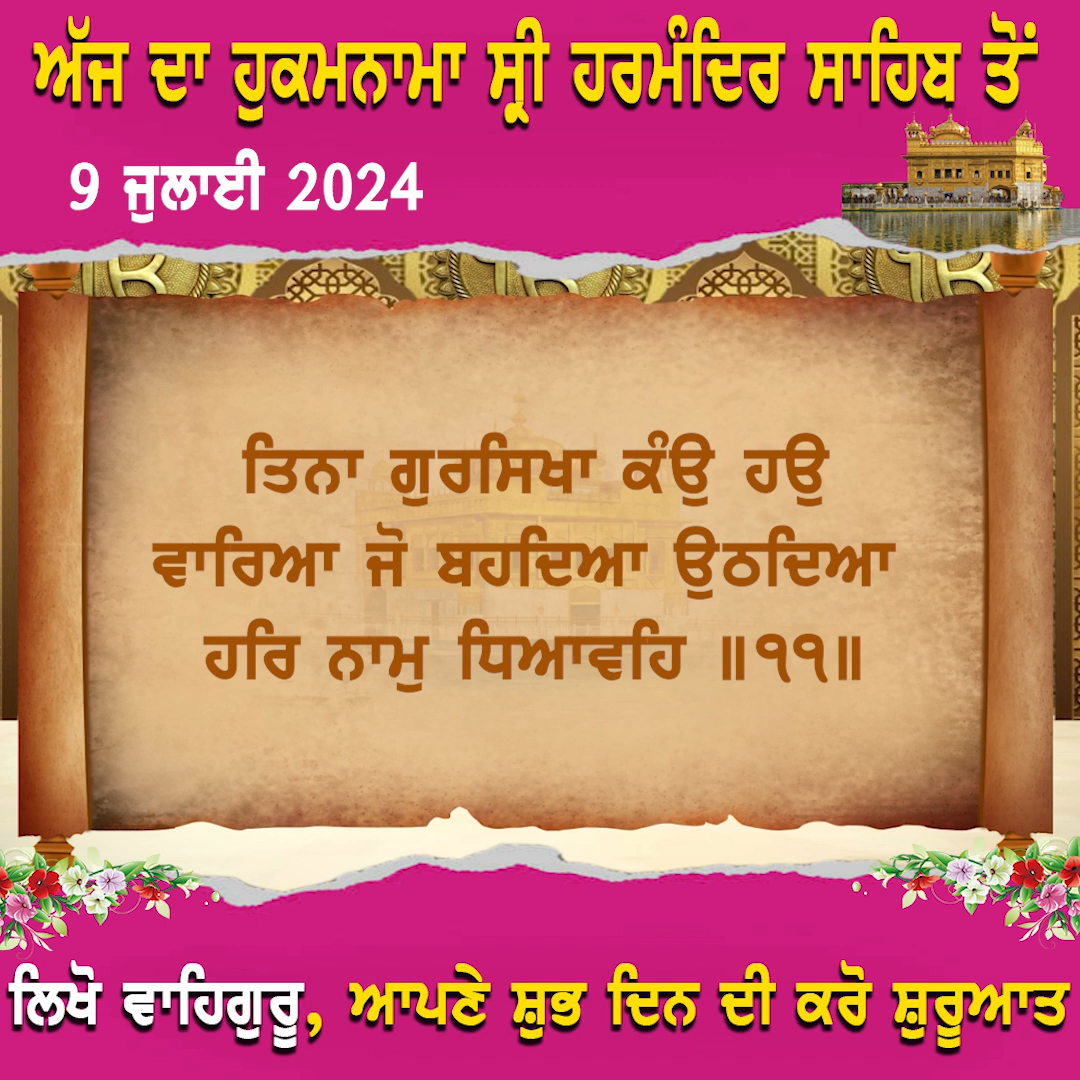 ਅੱਜ ਦਾ ਹੁਕਮਨਾਮਾ ਸ੍ਰੀ ਹਰਮੰਦਿਰ ਸਾਹਿਬ ਤੋਂ
9 ਜੁਲਾਈ 2024
ਤਿਨਾ ਗੁਰਸਿਖਾ ਕੰਉ ਹਉ
ਵਾਰਿਆ ਜੋ ਬਹਦਿਆ ਉਠਦਿਆ
ਹਰਿ ਨਾਮੁ ਧਿਆਵਹਿ ॥੧੧॥
ਲਿਖੋ ਵਾਹਿਗੁਰੂ, ਆਪਣੇ ਸ਼ੁਭ ਦਿਨ ਦੀ ਕਰੋ ਸ਼ੁਰੂਆਤ